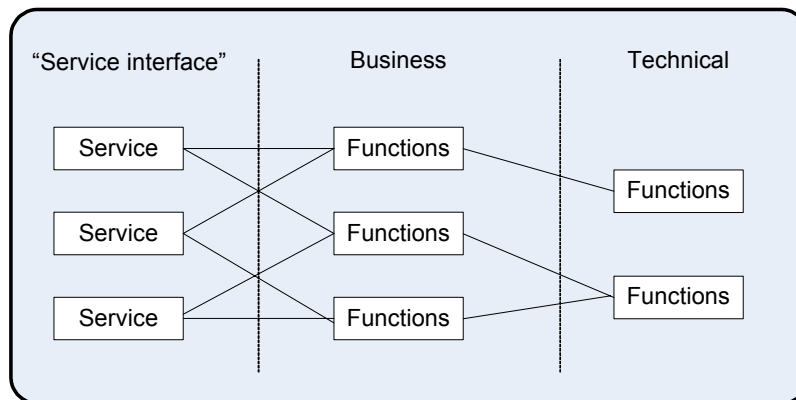 “Service interface”
Business
Technical
Service
Functions
Functions
Service
Functions
Functions
Service
Functions